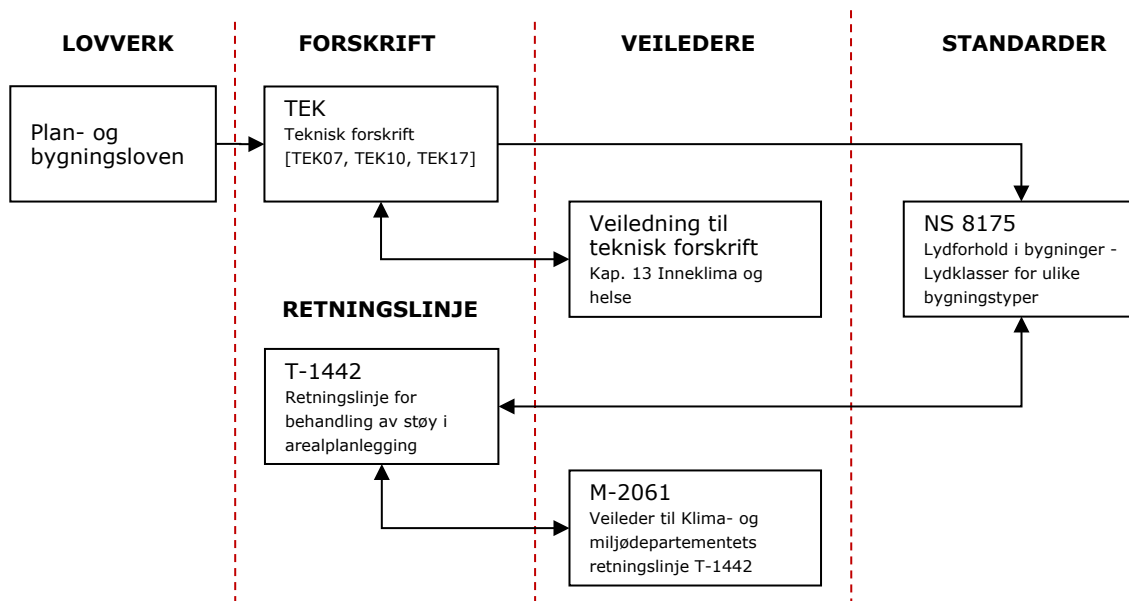 LOVVERK
FORSKRIFT
VEILEDERE
STANDARDER
Plan- og
bygningsloven
TEK
Teknisk forskrift
[TEK07, TEK10, TEK17]
Veiledning til
teknisk forskrift
Kap. 13 Inneklima og
helse
NS 8175
Lydforhold i bygninger -
Lydklasser for ulike
bygningstyper
RETNINGSLINJE
T-1442
Retningslinje for
behandling av støy i
arealplanlegging
M-2061
Veileder til Klima- og
miljødepartementets
retningslinje T-1442